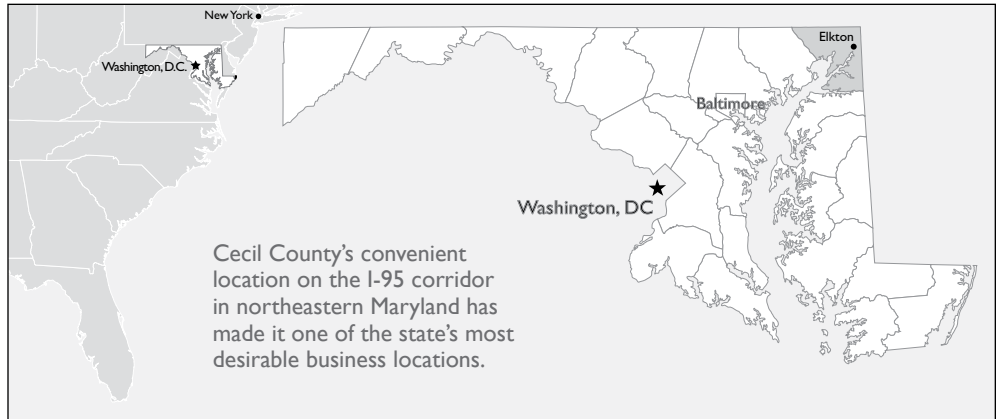 New York
Washington, D.C.
Elkton
Baltimore
Washington, DC
Cecil County’s convenient
location on the I-95 corridor
in northeastern Maryland has
made it one of the state’s most
desirable business locations.